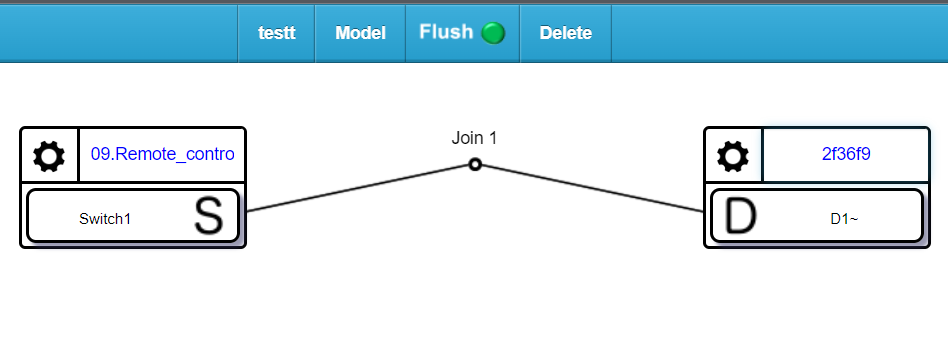 testt Model Flush Delete
Join 1
09.Remote_contro 2f36f9
Switch1 S D D1~